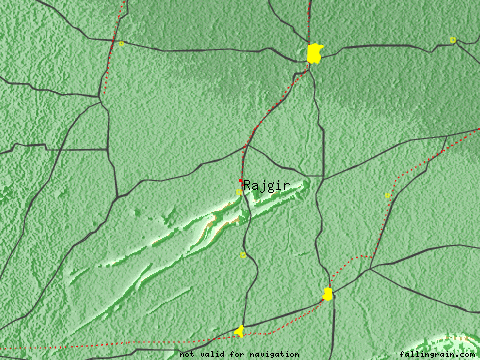 Rajgir
not valid for navigation
fallingrain.com